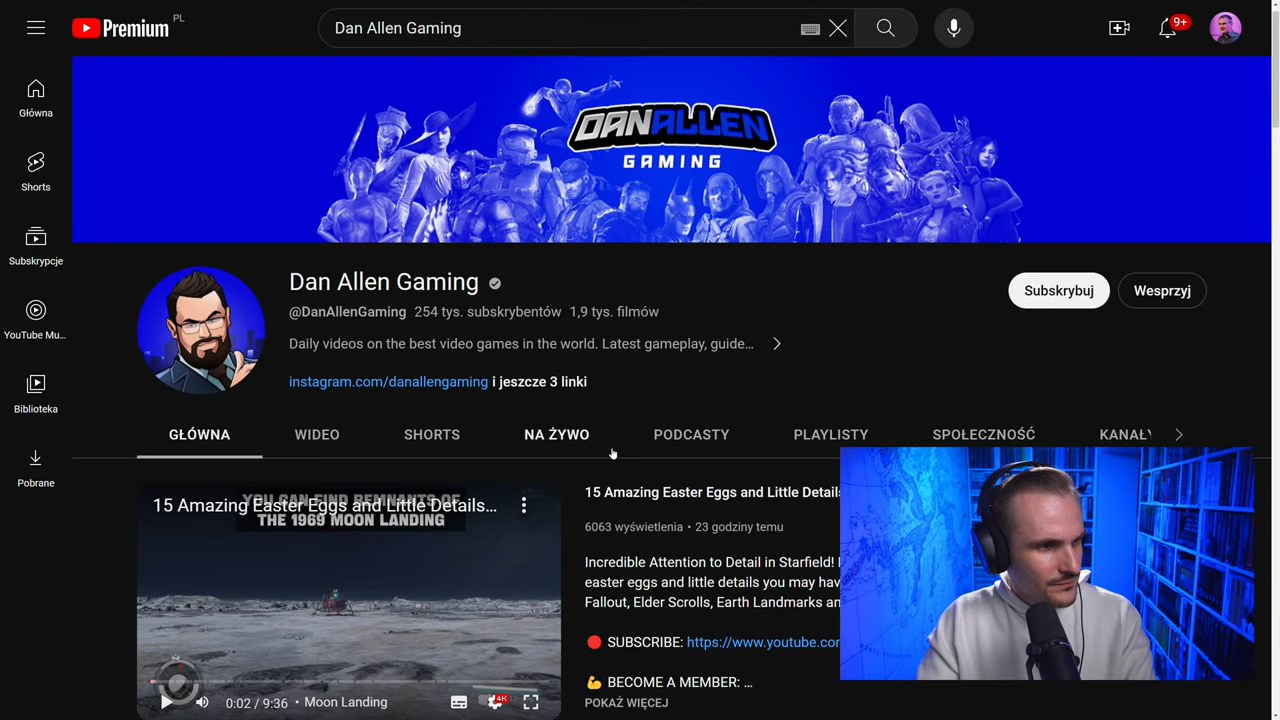 Premium PL
Dan Allen Gaming
9+
Główna
Shorts
Subskrypcje
YouTube Mu...
Biblioteka
Pobrane
DANALLEN
GAMING
Dan Allen Gaming
@DanAllenGaming 254 tys. subskrybentów 1,9 tys. filmów
Daily videos on the best video games in the world. Latest gameplay, guide...
instagram.com/danallengaming i jeszcze 3 linki
Subskrybuj
Wesprzyj
GŁÓWNA WIDEO SHORTS NA ŻYWO PODCASTY PLAYLISTY SPOŁECZNOŚĆ KANAŁY
15 Amazing Easter Eggs and Little Details...
YOU CAN FIND REMNANTS OF
THE 1969 MOON LANDING
0:02 / 9:36 • Moon Landing
4K
15 Amazing Easter Eggs and Little Details
6063 wyświetlenia • 23 godziny temu
Incredible Attention to Detail in Starfield!
easter eggs and little details you may hav
Fallout, Elder Scrolls, Earth Landmarks an
SUBSCRIBE: https://www.youtube.co
BECOME A MEMBER: ...
POKAŻ WIĘCEJ